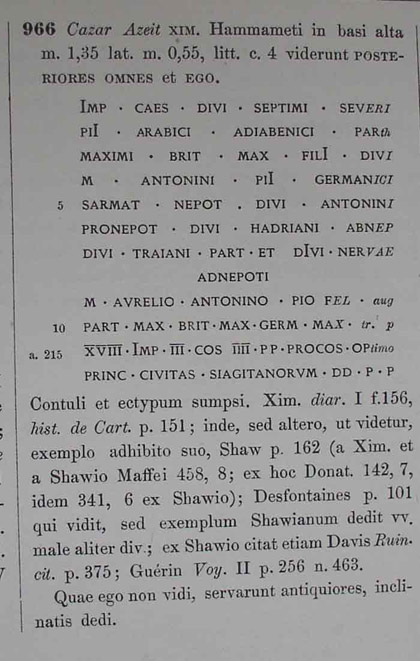 966 Cazar Azeit XIM. Hammameti in basi alta
m. 1,35 lat. m. 0,55, litt. c. 4 viderunt POSTE-
RIORES OMNES et EGO.
IMP · CAES · DIVI · SEPTIMI · SEVERI
PII · ARABICI · ADIABENICI · PARth
MAXIMI · BRIT · MAX · FILI · DIVI
M · ANTONINI · PII · GERMANICI
5 SARMAT · NEPOT . DIVI · ANTONINI
PRONEPOT · DIVI · HADRIANI · ABNEP
DIVI · TRAIANI · PART · ET DIVI · NERVAE
ADNEPOTI
M · AVRELIO · ANTONINO · PIO FEL · aug
10 PART · MAX · BRIT · MAX · GERM · MAX · tr. p
a. 215 XVIII · IMP · III · COS IIII · P P · PROCOS · OPtimo
PRINC · CIVITAS · SIAGITANORVM · DD · P · P
Contuli et ectypum sumpsi. Xim. diar. I f.156,
hist. de Cart. p. 151; inde, sed altero, ut videtur,
exemplo adhibito suo, Shaw p. 162 (a Xim. et
a Shawio Maffei 458, 8; ex hoc Donat. 142, 7,
idem 341, 6 ex Shawio); Desfontaines p. 101
qui vidit, sed exemplum Shawianum dedit vv.
male aliter div.; ex Shawio citat etiam Davis Ruin.
cit. p. 375; Guérin Voy. II p. 256 n. 463.
Quae ego non vidi, servarunt antiquiores, incli-
natis dedi.